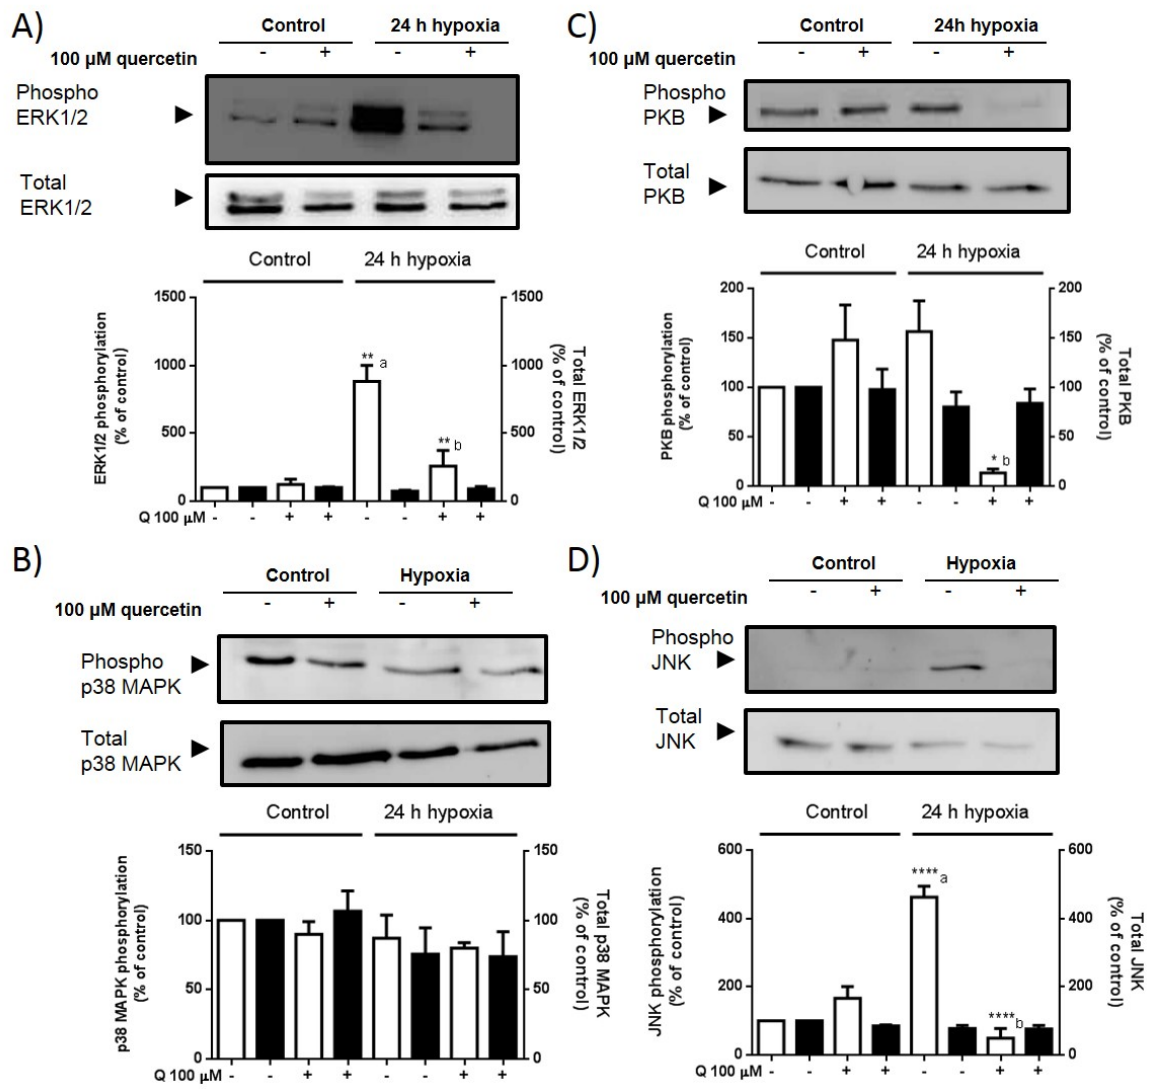 A)
Control 24 h hypoxia
100 µM quercetin - + - +
Phospho
ERK1/2
Total
ERK1/2
Control 24 h hypoxia
1500 1500
1000 1000
500 500
0 0
ERK1/2 phosphorylation
(% of control)
Total ERK1/2
(% of control)
** a
** b
Q 100 µM - - + + - - + +
C)
Control 24h hypoxia
100 µM quercetin - + - +
Phospho
PKB
Total
PKB
Control 24 h hypoxia
200 200
150 150
100 100
50 50
0 0
PKB phosphorylation
(% of control)
Total PKB
(% of control)
* b
Q 100 µM - - + + - - + +
B)
Control Hypoxia
100 µM quercetin - + - +
Phospho
p38 MAPK
Total
p38 MAPK
Control 24 h hypoxia
150 150
100 100
50 50
0 0
p38 MAPK phosphorylation
(% of control)
Total p38 MAPK
(% of control)
Q 100 µM - - + + - - + +
D)
Control Hypoxia
100 µM quercetin - + - +
Phospho
JNK
Total
JNK
Control 24 h hypoxia
600 600
400 400
200 200
0 0
JNK phosphorylation
(% of control)
Total JNK
(% of control)
**** a
**** b
Q 100 µM - - + + - - + +